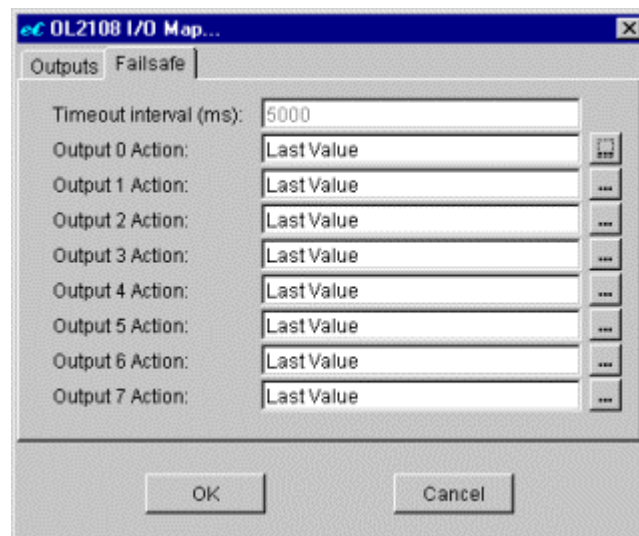 eC OL2108 I/O Map...
Outputs Failsafe
Timeout interval (ms): 5000
Output 0 Action: Last Value ...
Output 1 Action: Last Value ...
Output 2 Action: Last Value ...
Output 3 Action: Last Value ...
Output 4 Action: Last Value ...
Output 5 Action: Last Value ...
Output 6 Action: Last Value ...
Output 7 Action: Last Value ...
OK Cancel